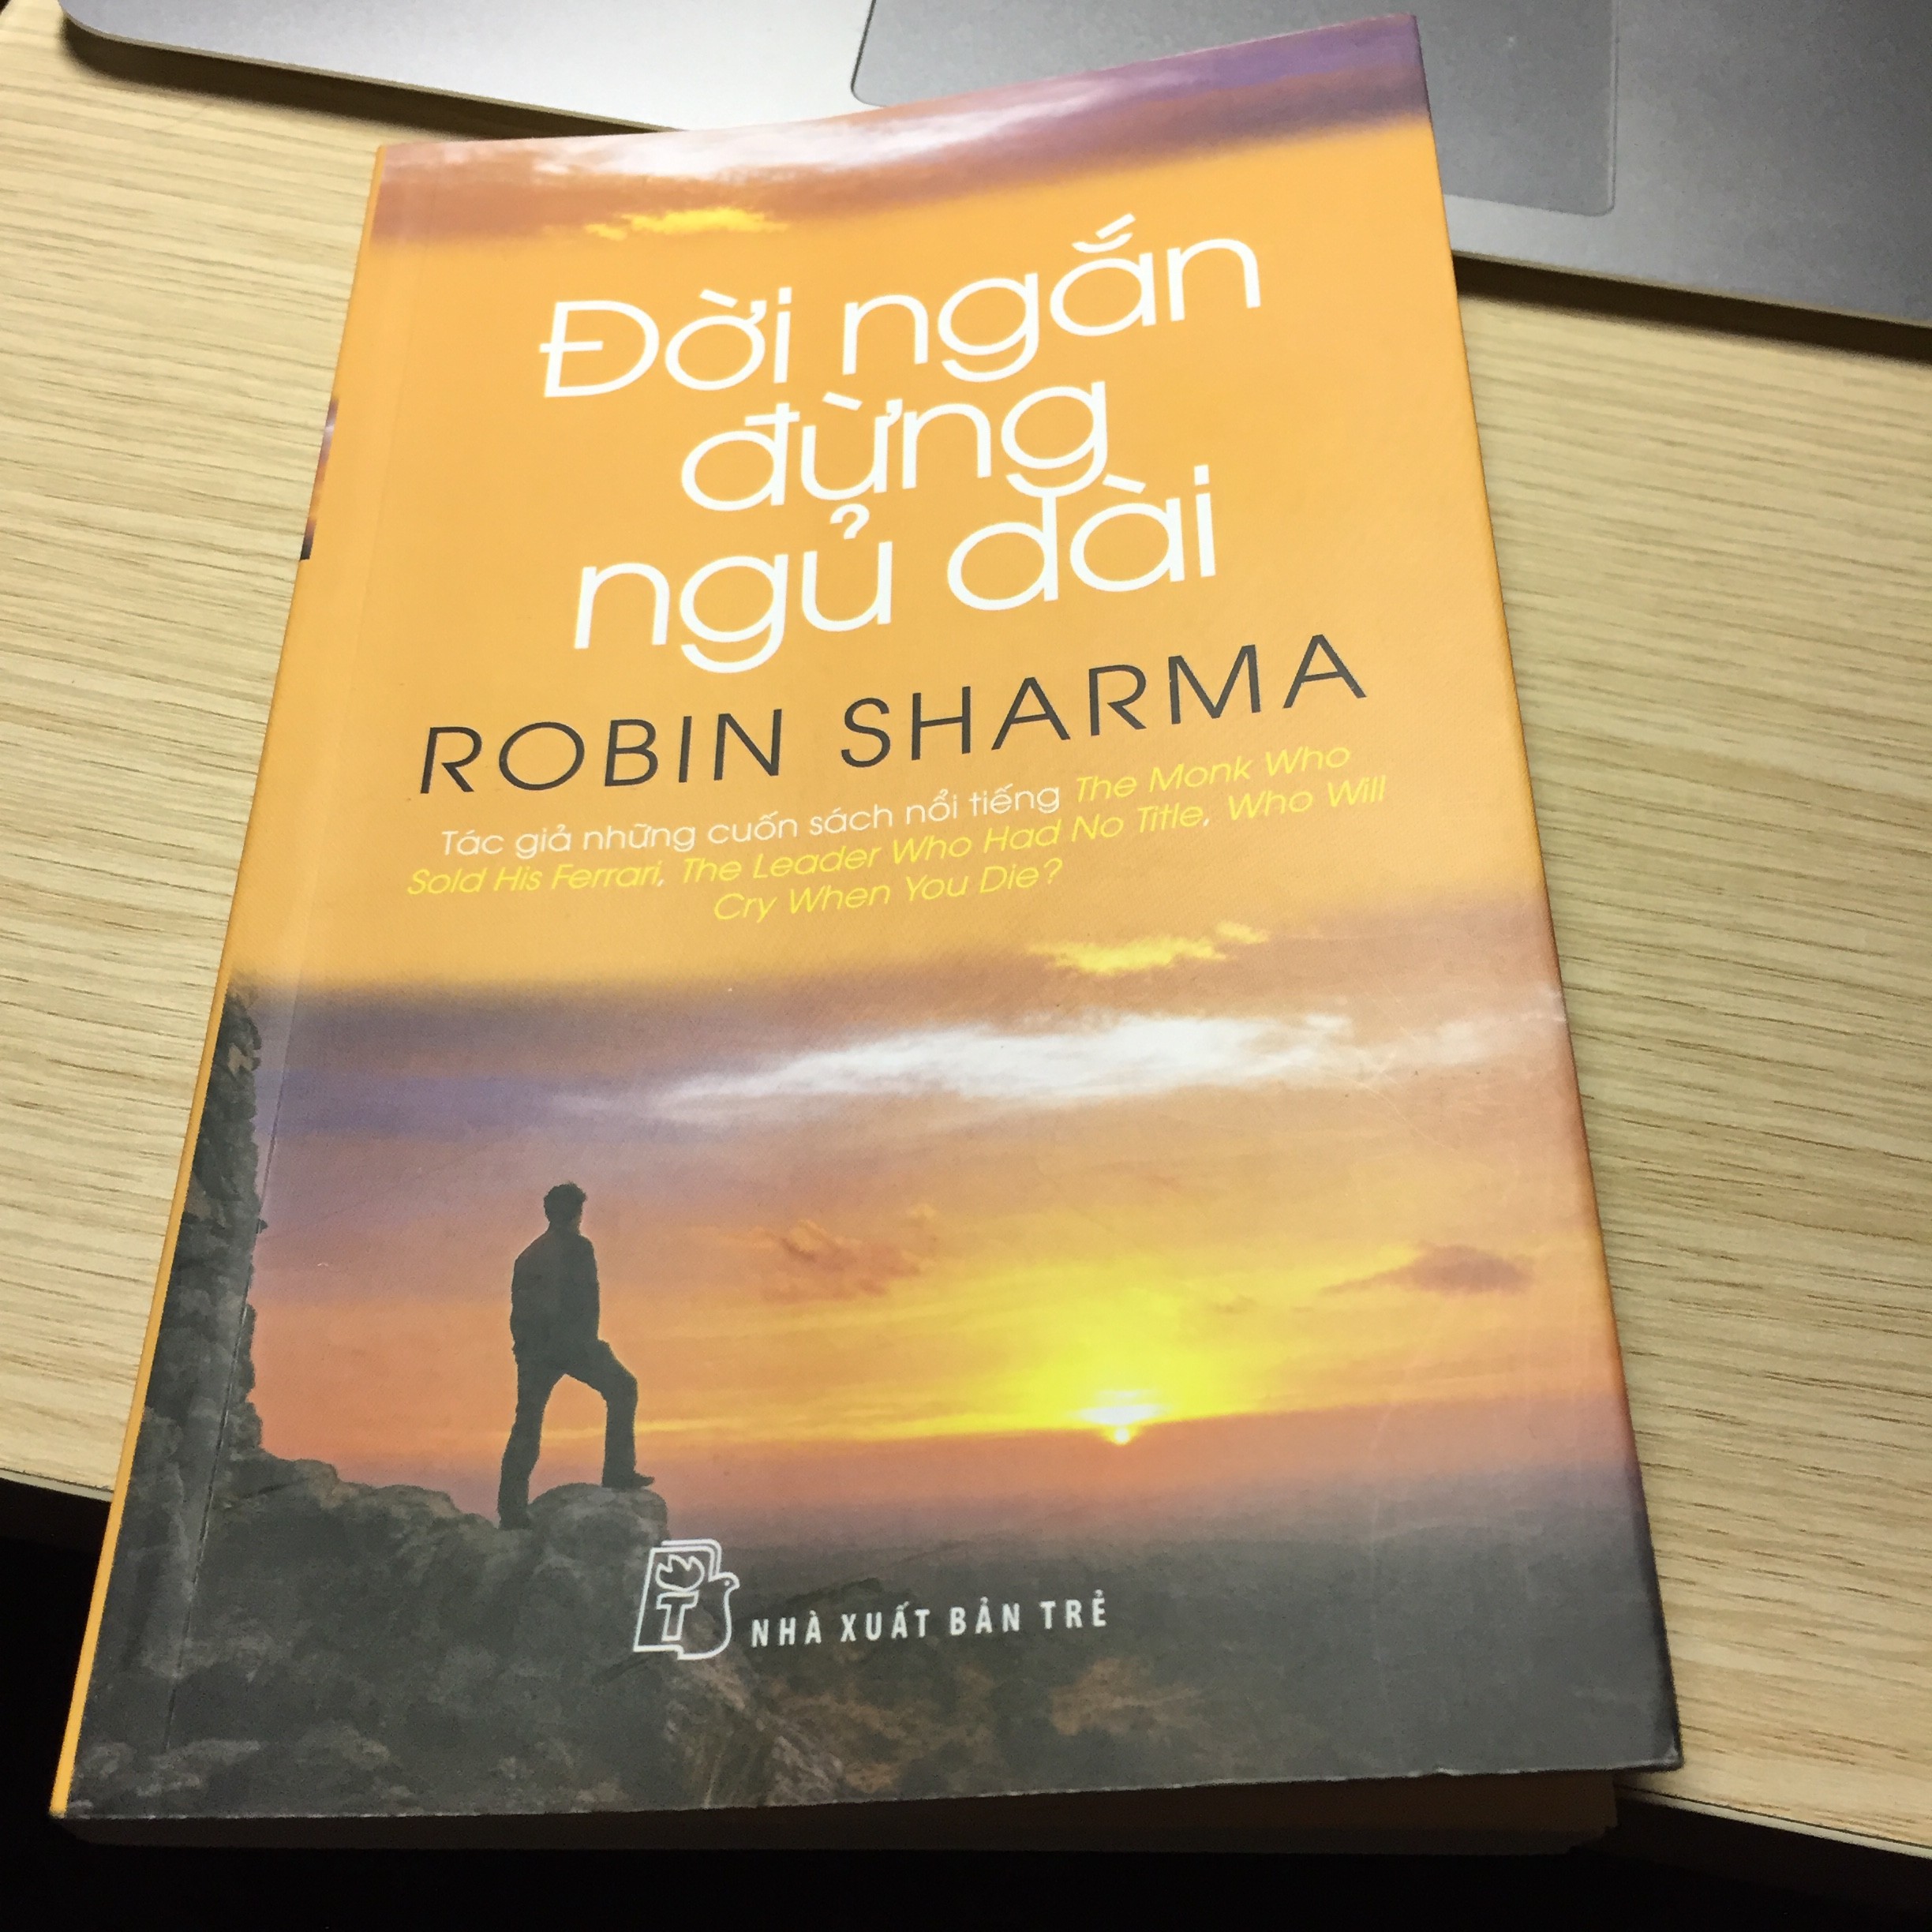 Đời ngắn
đừng
ngủ dài
ROBIN SHARMA
Tác giả những cuốn sách nổi tiếng The Monk Who
Sold His Ferrari, The Leader Who Had No Title, Who Will
Cry When You Die?
T
NHÀ XUẤT BẢN TRẺ